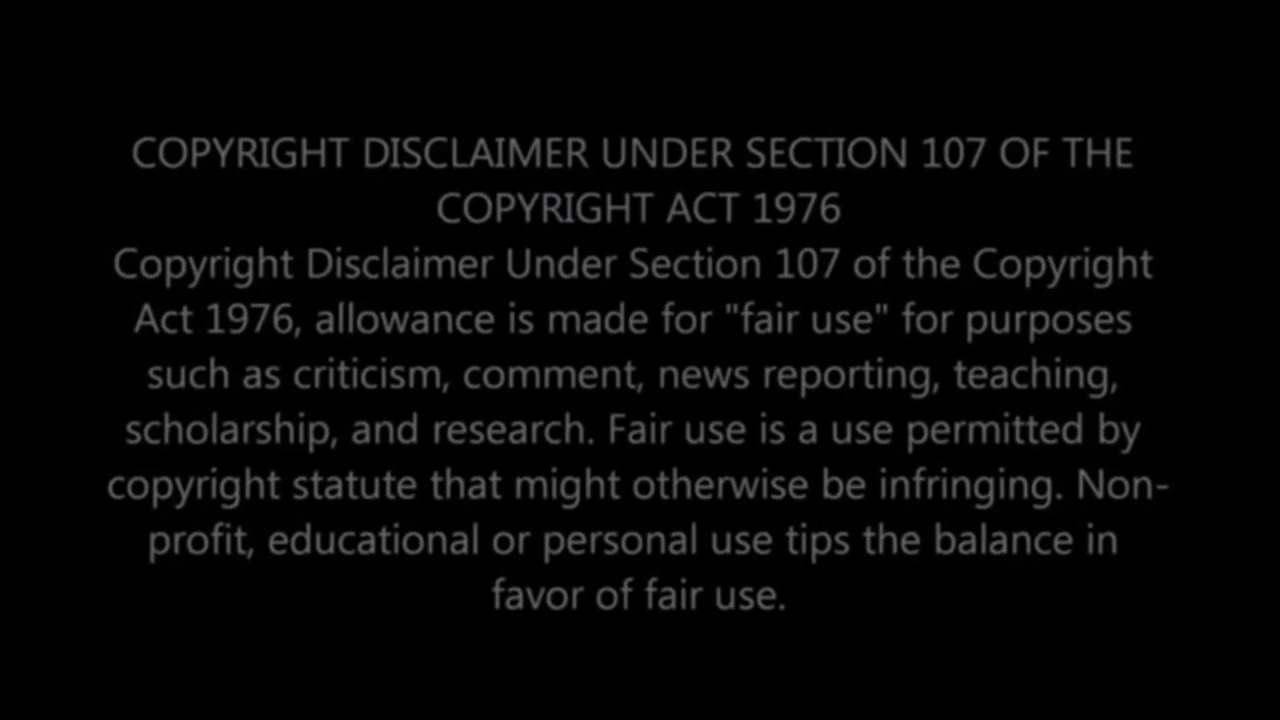 COPYRIGHT DISCLAIMER UNDER SECTION 107 OF THE
COPYRIGHT ACT 1976
Copyright Disclaimer Under Section 107 of the Copyright
Act 1976, allowance is made for "fair use" for purposes
such as criticism, comment, news reporting, teaching,
scholarship, and research. Fair use is a use permitted by
copyright statute that might otherwise be infringing. Non-
profit, educational or personal use tips the balance in
favor of fair use.